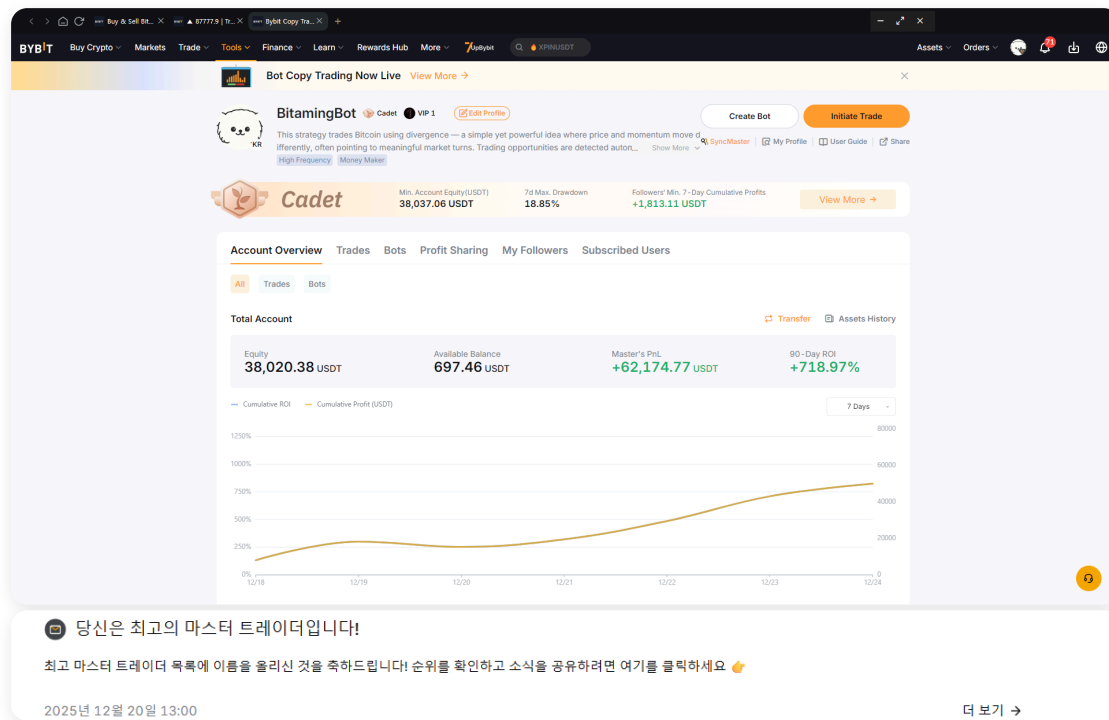 Buy & Sell Bit... ▲ 87777.9 | Tr... Bybit Copy Tra...
BYBIT Buy Crypto Markets Trade Tools Finance Learn Rewards Hub More UpBybit XPINUSDT Assets Orders 71
Bot Copy Trading Now Live View More →
BitamingBot Cadet VIP 1 Edit Profile Create Bot Initiate Trade
This strategy trades Bitcoin using divergence — a simple yet powerful idea where price and momentum move d
ifferently, often pointing to meaningful market turns. Trading opportunities are detected auton... Show More
SyncMaster My Profile User Guide Share
KR
High Frequency Money Maker
Cadet
Min. Account Equity(USDT) 7d Max. Drawdown Followers' Min. 7-Day Cumulative Profits
38,037.06 USDT 18.85% +1,813.11 USDT View More →
Account Overview Trades Bots Profit Sharing My Followers Subscribed Users
All Trades Bots
Total Account Transfer Assets History
Equity Available Balance Master's PnL 90-Day ROI
38,020.38 USDT 697.46 USDT +62,174.77 USDT +718.97%
Cumulative ROI Cumulative Profit (USDT) 7 Days
1250% 80000
1000% 60000
750% 40000
500% 20000
250%
0% 0
12/18 12/19 12/20 12/21 12/22 12/23 12/24
당신은 최고의 마스터 트레이더입니다!
최고 마스터 트레이더 목록에 이름을 올리신 것을 축하드립니다! 순위를 확인하고 소식을 공유하려면 여기를 클릭하세요 👉
2025년 12월 20일 13:00 더 보기 →